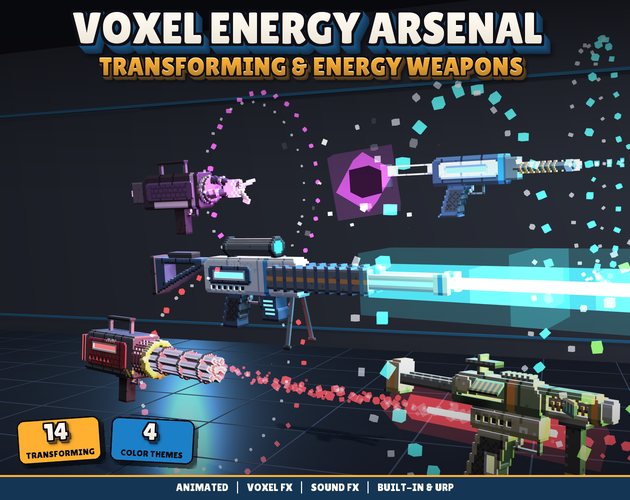 VOXEL ENERGY ARSENAL
TRANSFORMING & ENERGY WEAPONS
14
TRANSFORMING
4
COLOR THEMES
ANIMATED | VOXEL FX | SOUND FX | BUILT-IN & URP